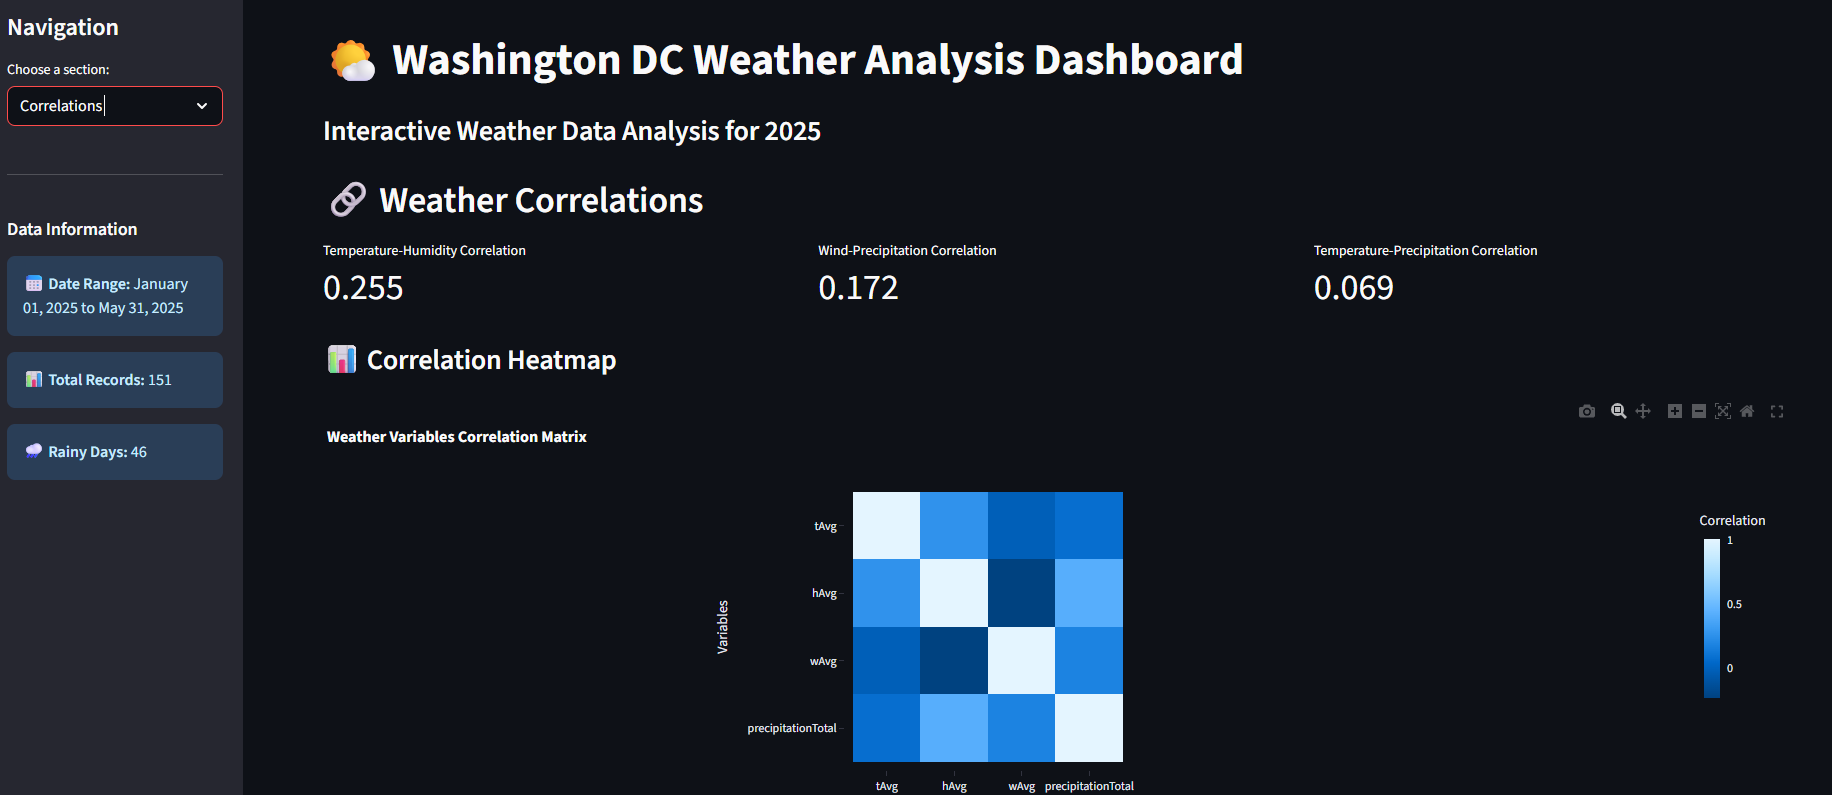 Navigation
Choose a section:
Correlations
Data Information
Date Range: January
01, 2025 to May 31, 2025
Total Records: 151
Rainy Days: 46
Washington DC Weather Analysis Dashboard
Interactive Weather Data Analysis for 2025
Weather Correlations
Temperature-Humidity Correlation
0.255
Wind-Precipitation Correlation
0.172
Temperature-Precipitation Correlation
0.069
Correlation Heatmap
Weather Variables Correlation Matrix
Variables
tAvg
hAvg
wAvg
precipitationTotal
tAvg hAvg wAvg precipitationTotal
Correlation
1
0.5
0